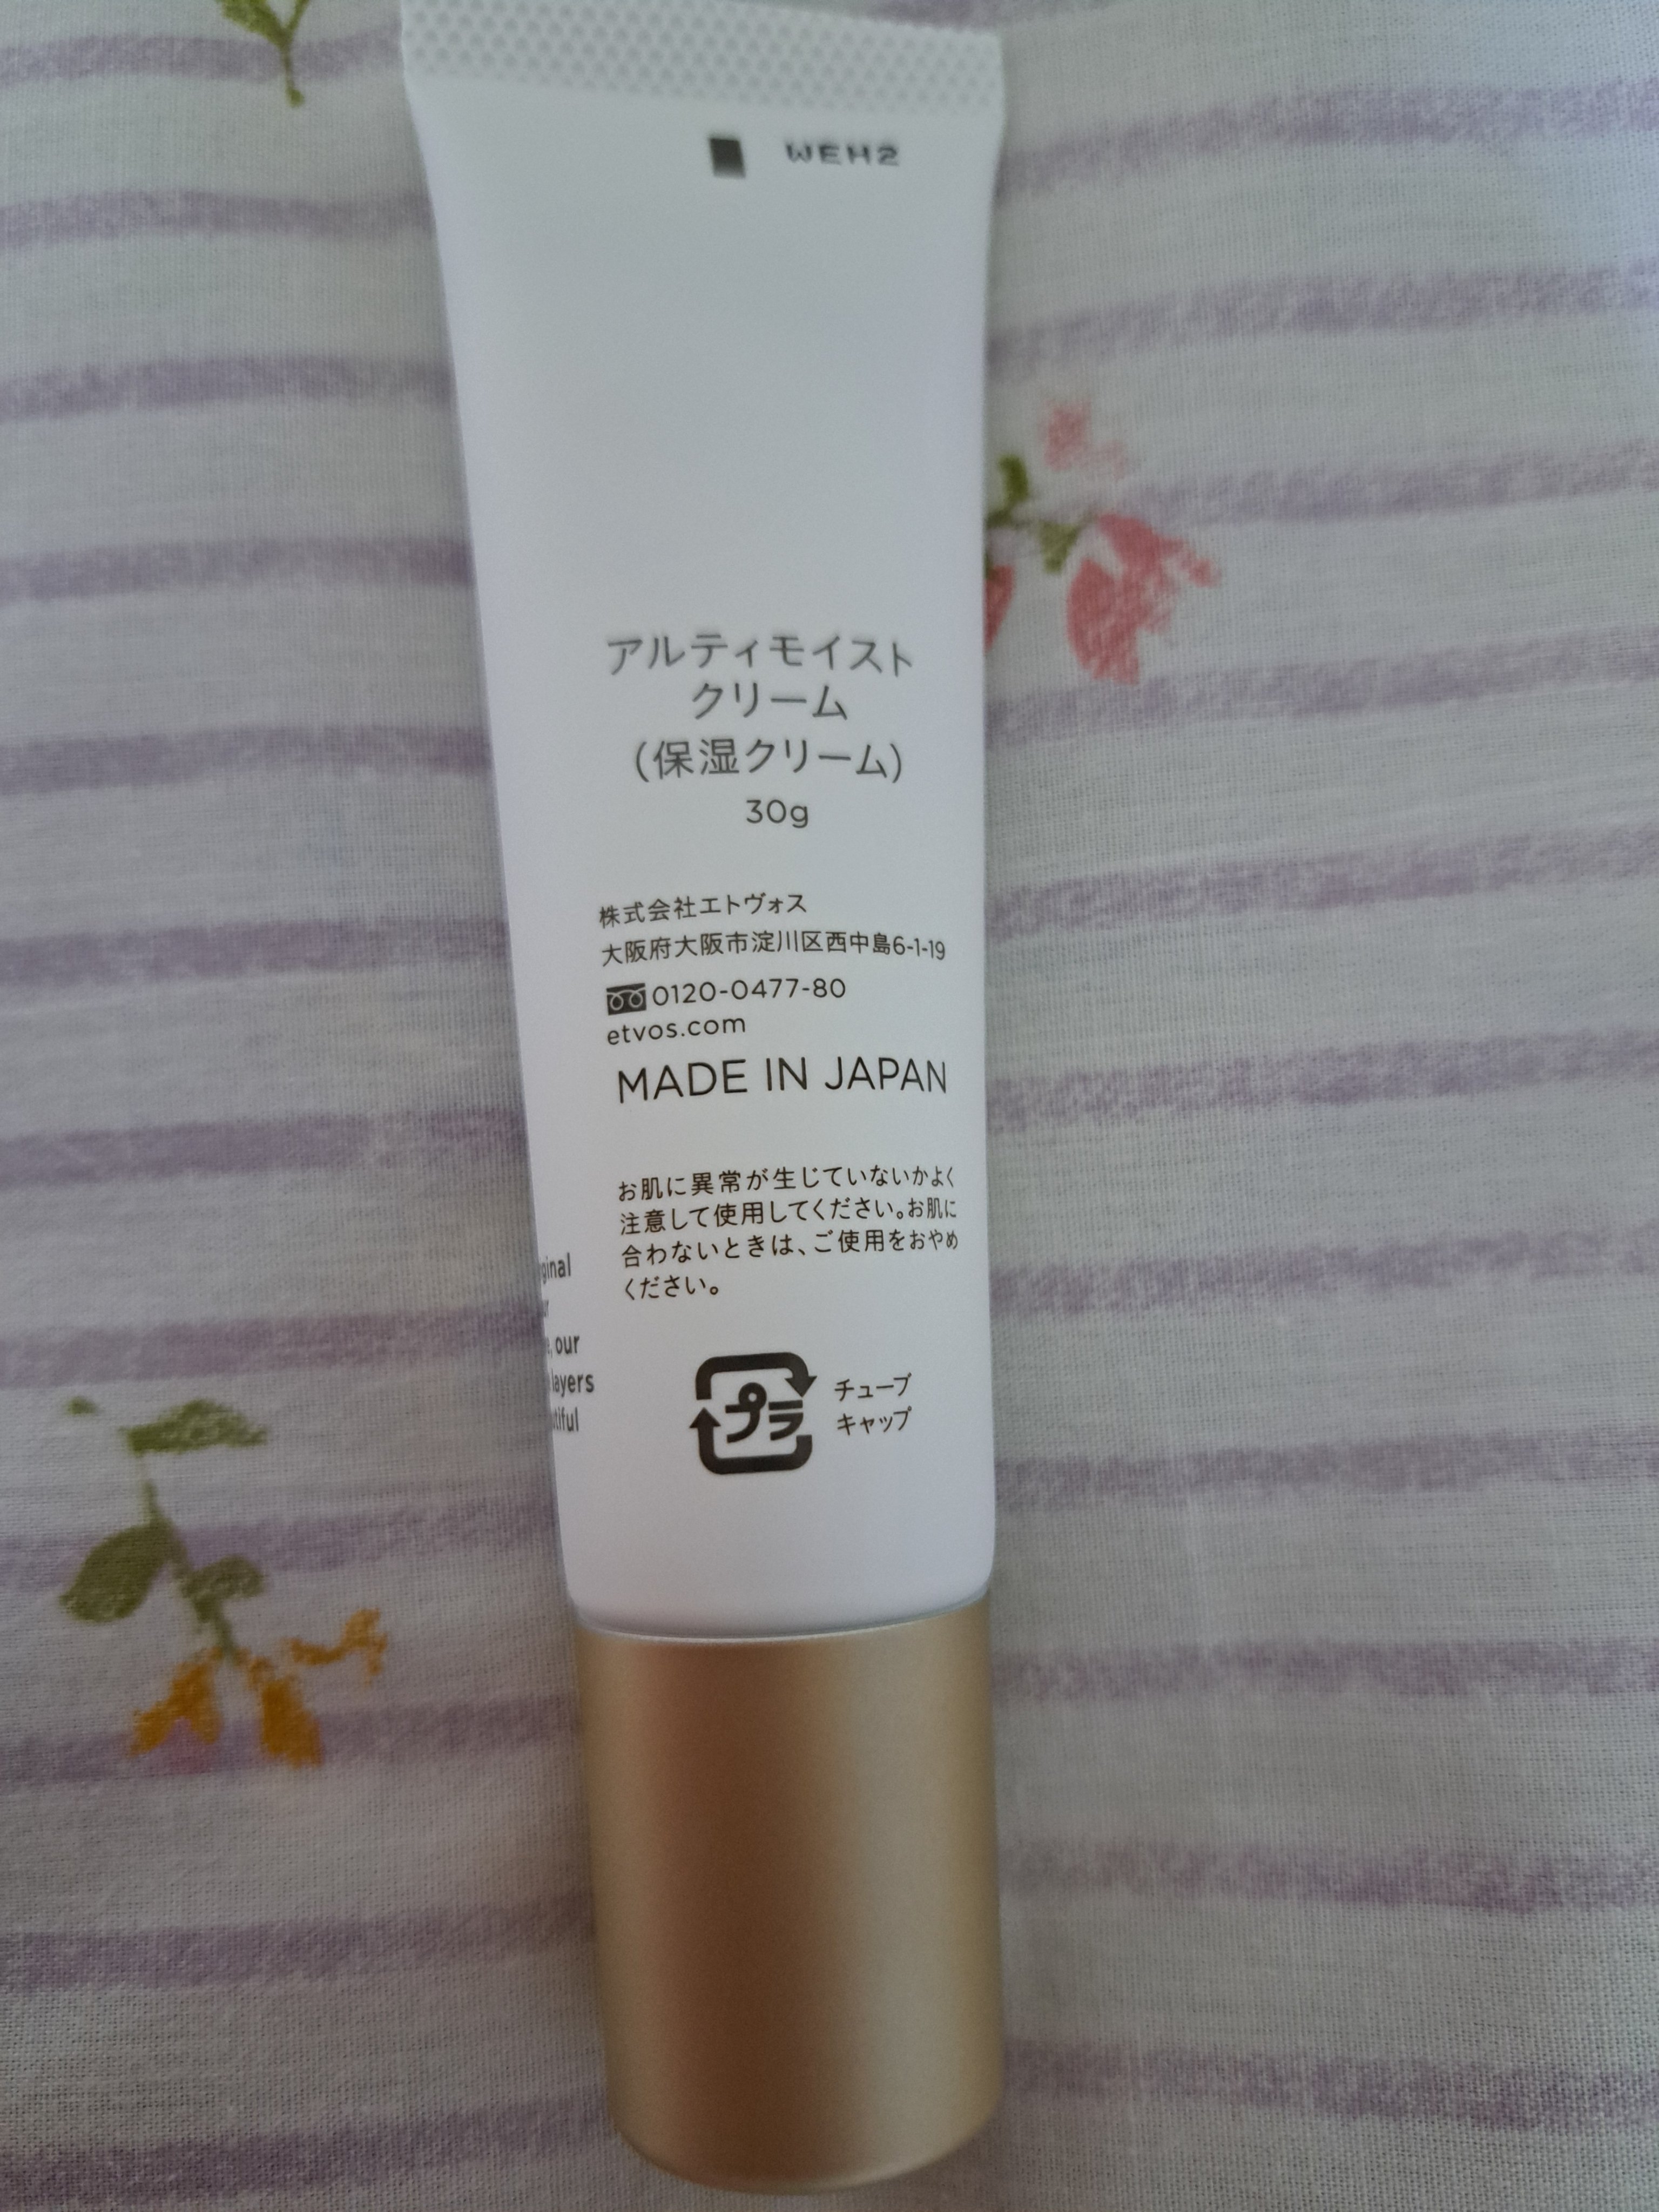 WEH2
アルティモイスト
クリーム
(保湿クリーム)
30g
株式会社エトヴォス
大阪府大阪市淀川区西中島6-1-19
0120-0477-80
etvos.com
MADE IN JAPAN
お肌に異常が生じていないかよく
注意して使用してください。お肌に
合わないときは、ご使用をおやめ
ください。
our
layers
プラ
チューブ
キャップ